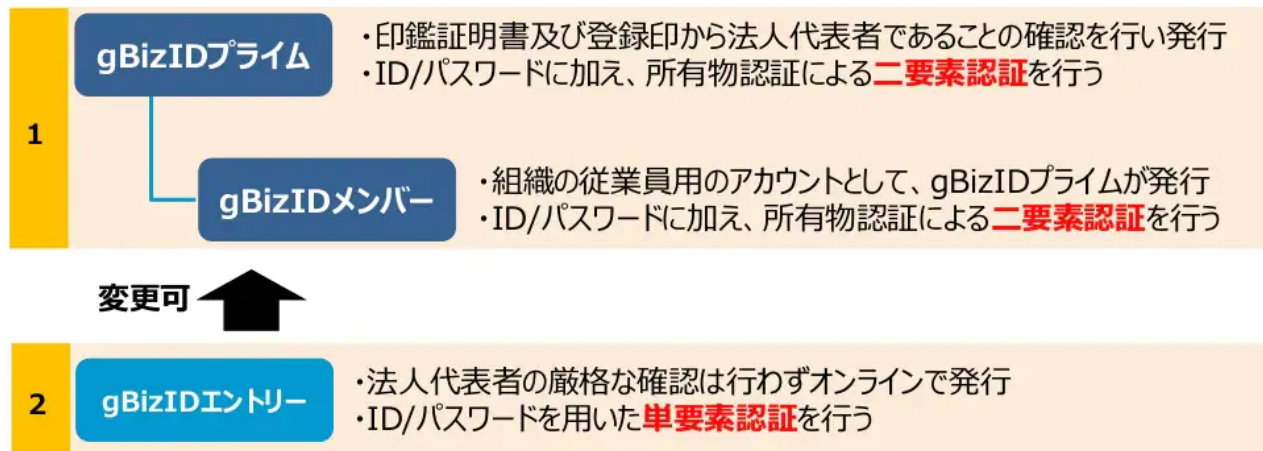 1
gBizIDプライム
・印鑑証明書及び登録印から法人代表者であることの確認を行い発行
・ID/パスワードに加え、所有物認証による二要素認証を行う
gBizIDメンバー
・組織の従業員用のアカウントとして、gBizIDプライムが発行
・ID/パスワードに加え、所有物認証による二要素認証を行う
変更可
2
gBizIDエントリー
・法人代表者の厳格な確認は行わずオンラインで発行
・ID/パスワードを用いた単要素認証を行う